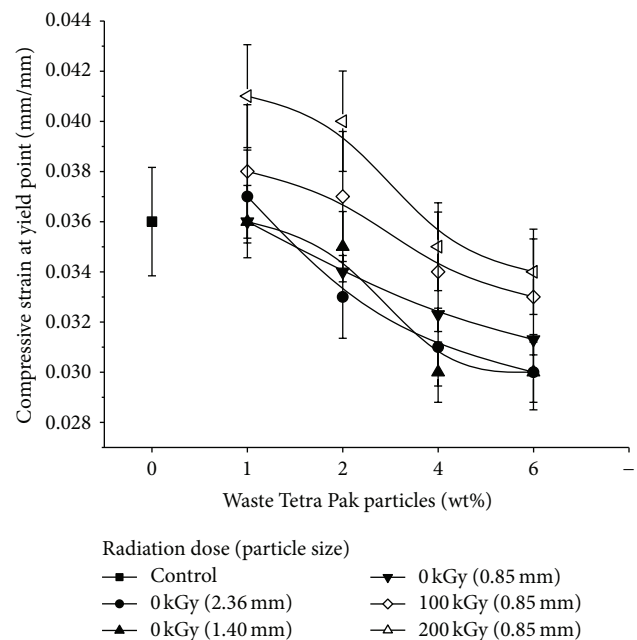 0.044
0.042
0.040
0.038
0.036
0.034
0.032
0.030
0.028
Compressive strain at yield point (mm/mm)
0 1 2 4 6 –
Waste Tetra Pak particles (wt%)
Radiation dose (particle size)
Control
0 kGy (2.36 mm)
0 kGy (1.40 mm)
0 kGy (0.85 mm)
100 kGy (0.85 mm)
200 kGy (0.85 mm)